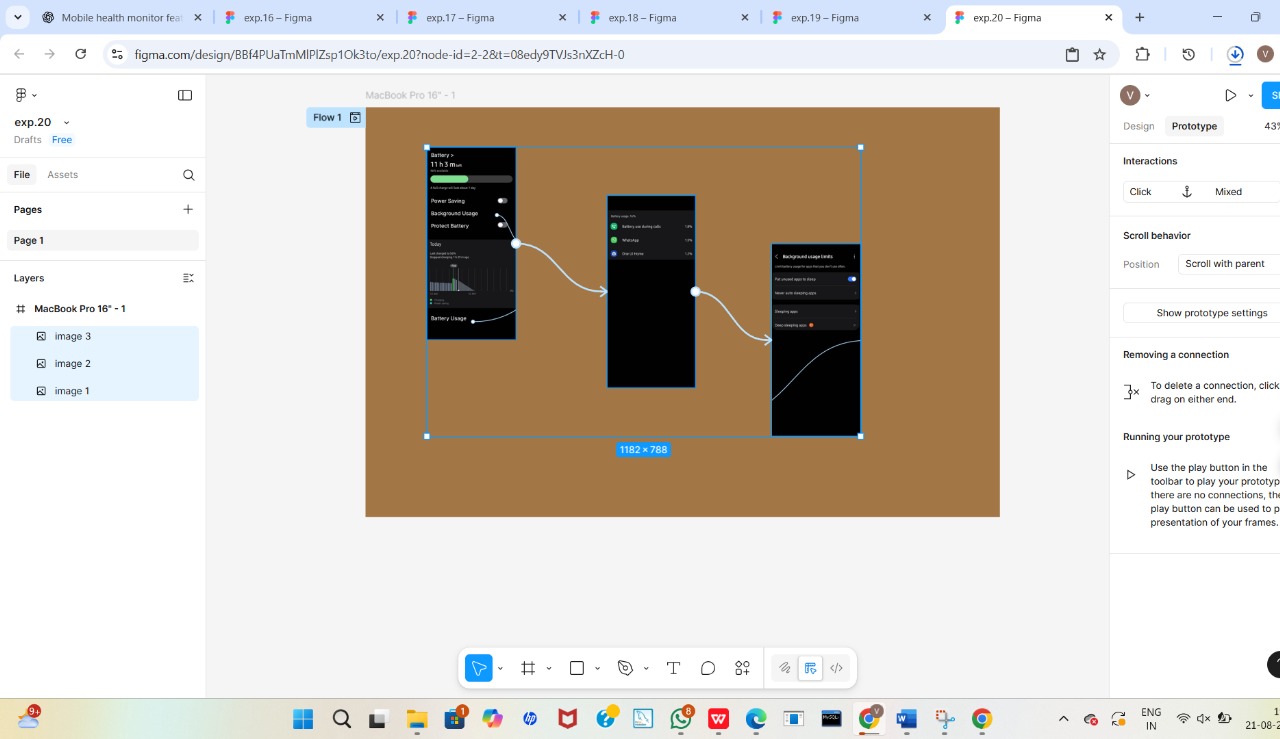 Mobile health monitor fea
exp.16 – Figma
exp.17 – Figma
exp.18 – Figma
exp.19 – Figma
exp.20 – Figma
figma.com/design/BBf4PUaTmMlPlZsp1Ok3to/exp.20?node-id=2-2&t=08edy9TVJs3nXZcH-0
V
exp.20
Drafts
Free
File
Assets
Pages
Page 1
Layers
MacBook Pro 16" - 1
image 3
image 2
image 1
MacBook Pro 16" - 1
Flow 1
Battery >
11 h 3 m left
Power Saving
Background Usage
Protect Battery
Today
Battery Usage
Battery use during calls
WhatsApp
One UI Home
Background usage limits
Put unused apps to sleep
Never auto sleeping apps
Sleeping apps
Deep sleeping apps
1182 × 788
V
Design
Prototype
43%
Interactions
Click
Mixed
Scroll behavior
Position
Scroll with parent
Show prototype settings
Removing a connection
To delete a connection, click
drag on either end.
Running your prototype
Use the play button in the
toolbar to play your prototyp
there are no connections, the
play button can be used to p
presentation of your frames.
9+
1
8
V
ENG
IN
21-08-2